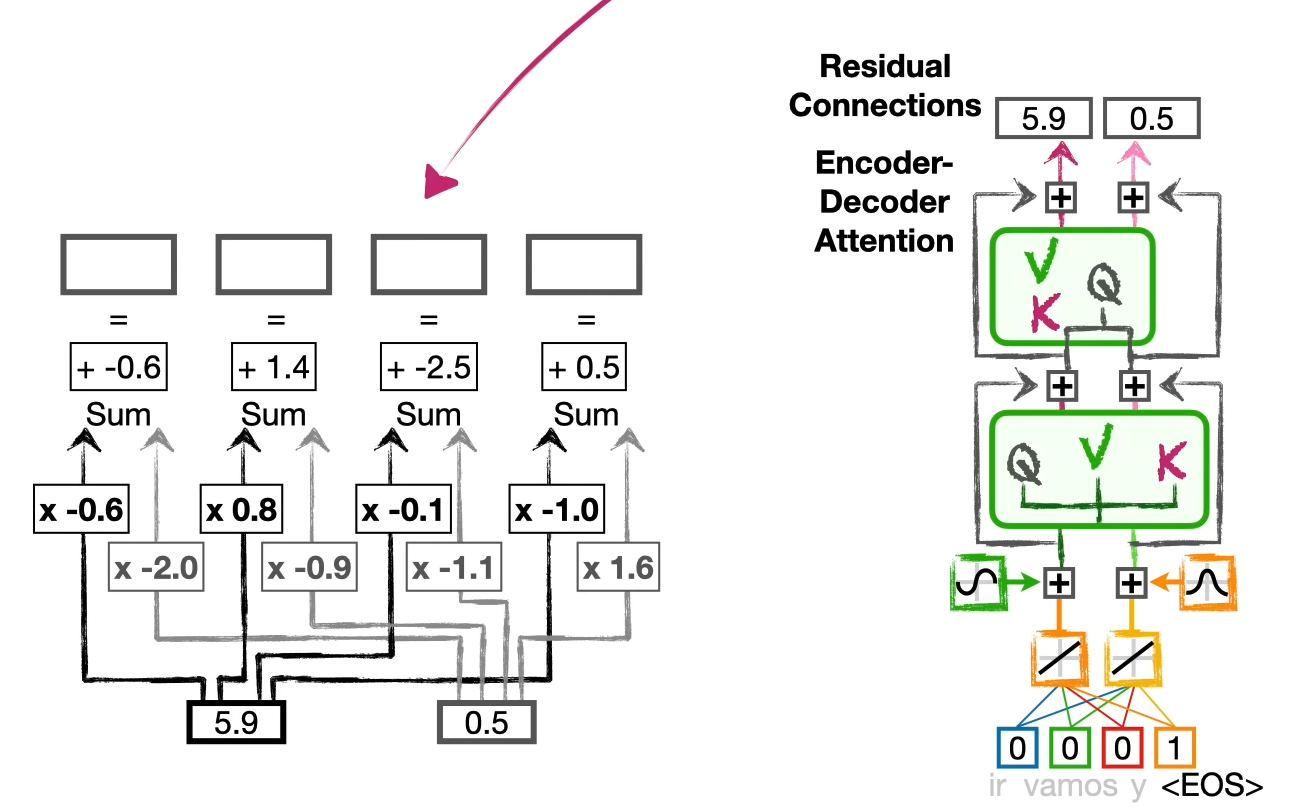 Residual
Connections
5.9 0.5
Encoder-
Decoder
Attention
+ +
V Q
K
= = = =
+ -0.6 + 1.4 + -2.5 + 0.5
Sum Sum Sum Sum
+ +
Q V K
x -0.6 x 0.8 x -0.1 x -1.0
x -2.0 x -0.9 x -1.1 x 1.6
+ +
5.9 0.5
0 0 0 1
ir vamos y <EOS>